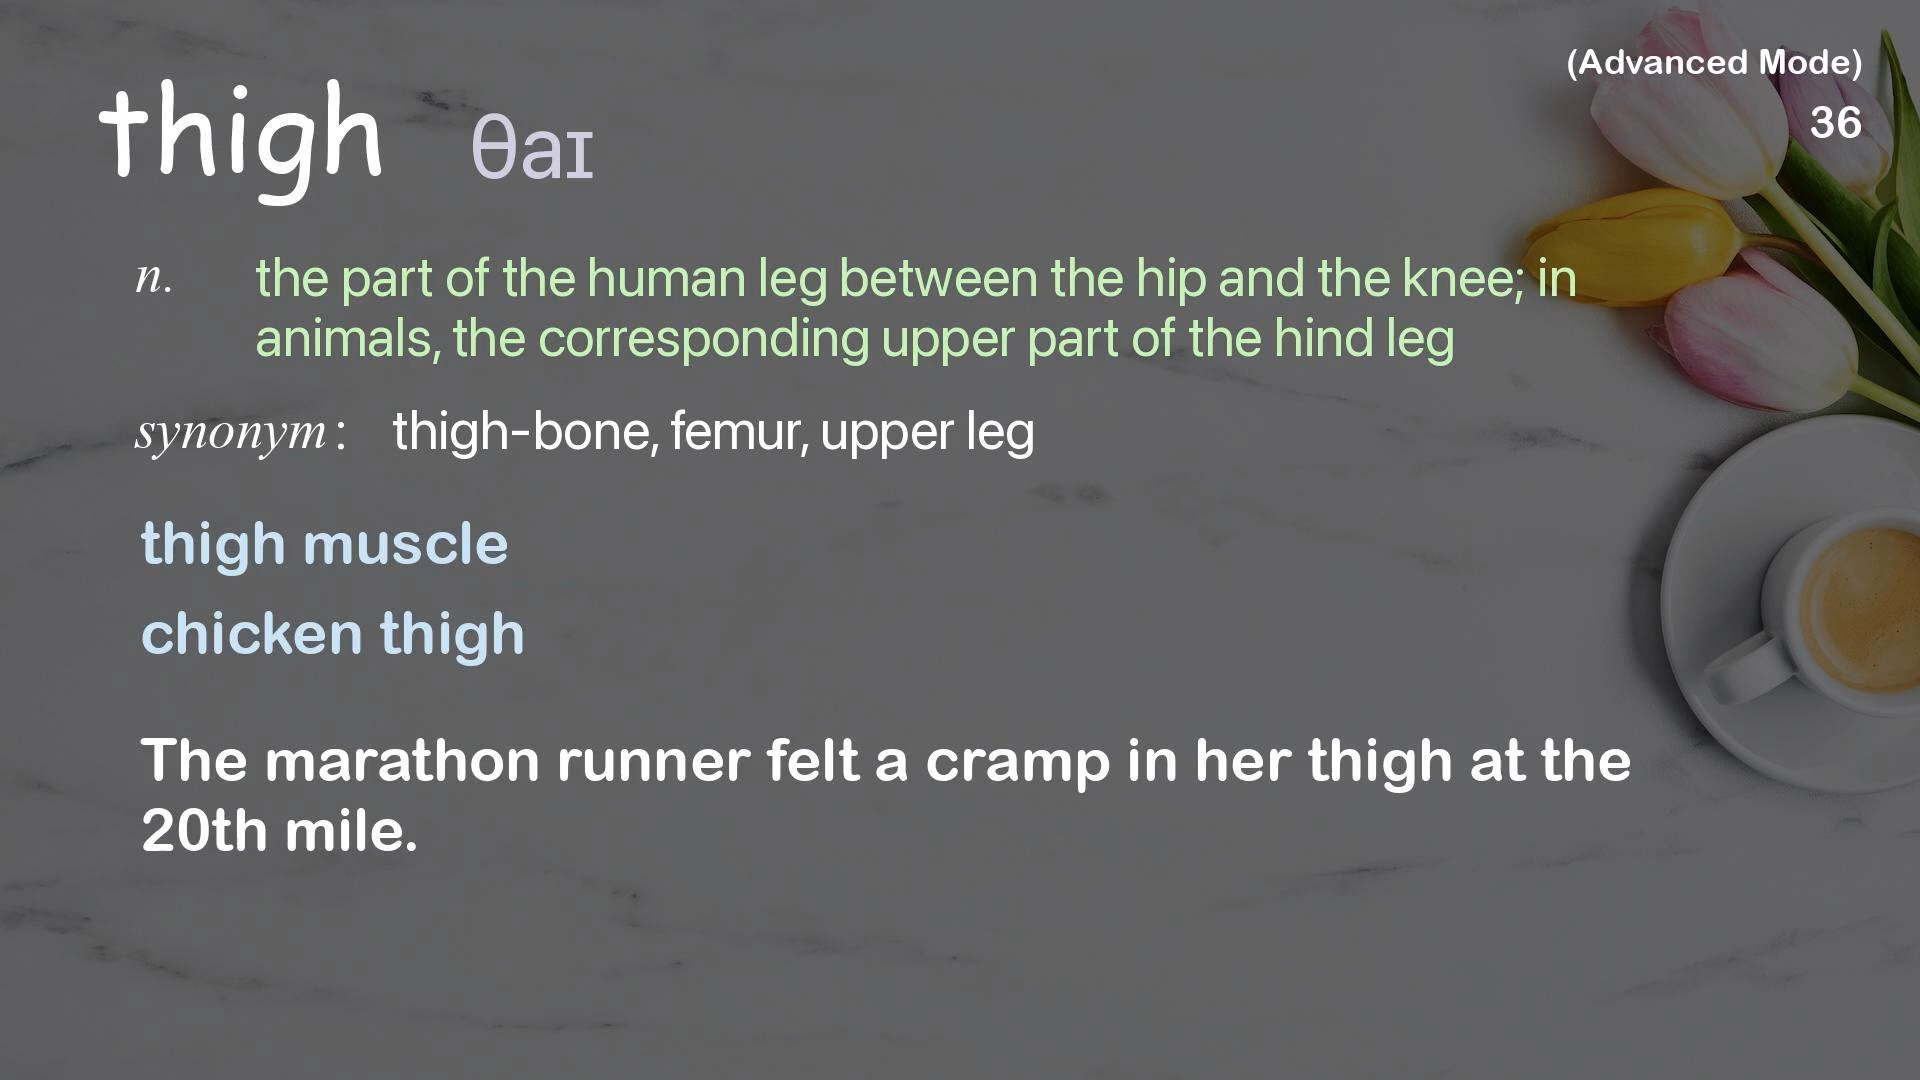 (Advanced Mode)
36
thigh θaɪ
n. the part of the human leg between the hip and the knee; in
animals, the corresponding upper part of the hind leg
synonym: thigh-bone, femur, upper leg
thigh muscle
chicken thigh
The marathon runner felt a cramp in her thigh at the
20th mile.